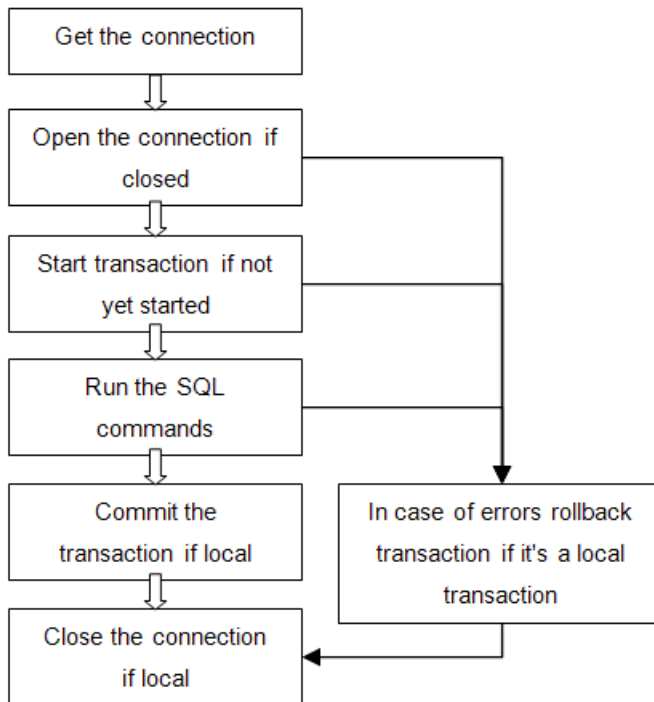 Get the connection
Open the connection if
closed
Start transaction if not
yet started
Run the SQL
commands
Commit the
transaction if local
In case of errors rollback
transaction if it's a local
transaction
Close the connection
if local